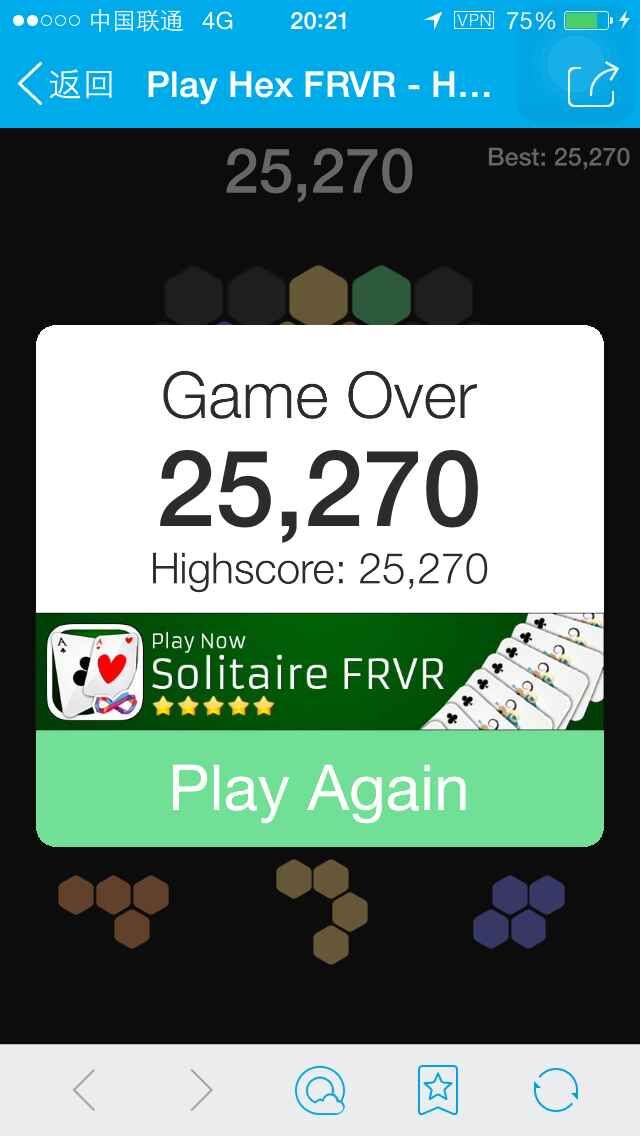 中国联通 4G 20:21 VPN 75%
返回 Play Hex FRVR - H...
25,270
Best: 25,270
Game Over
25,270
Highscore: 25,270
A A
Play Now
Solitaire FRVR
Play Again